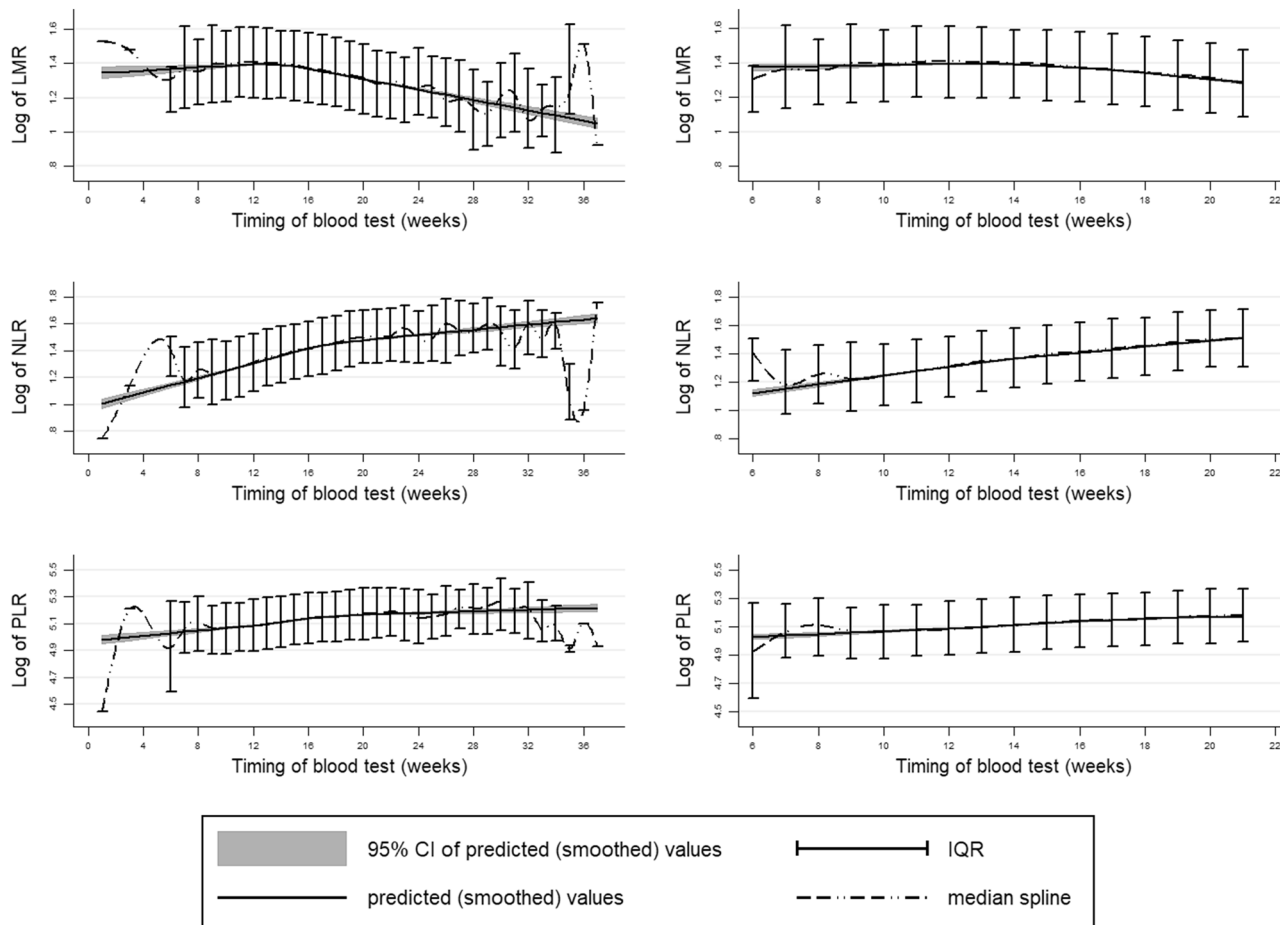 Log of LMR
1.6
1.4
1.2
1
.8
0 4 8 12 16 20 24 28 32 36
Timing of blood test (weeks)
Log of LMR
1.6
1.4
1.2
1
.8
6 8 10 12 14 16 18 20 22
Timing of blood test (weeks)
Log of NLR
1.8
1.6
1.4
1.2
1
.8
0 4 8 12 16 20 24 28 32 36
Timing of blood test (weeks)
Log of NLR
1.8
1.6
1.4
1.2
1
.8
6 8 10 12 14 16 18 20 22
Timing of blood test (weeks)
Log of PLR
5.5
5.3
5.1
4.9
4.7
4.5
0 4 8 12 16 20 24 28 32 36
Timing of blood test (weeks)
Log of PLR
5.5
5.3
5.1
4.9
4.7
4.5
6 8 10 12 14 16 18 20 22
Timing of blood test (weeks)
95% CI of predicted (smoothed) values
IQR
predicted (smoothed) values
median spline